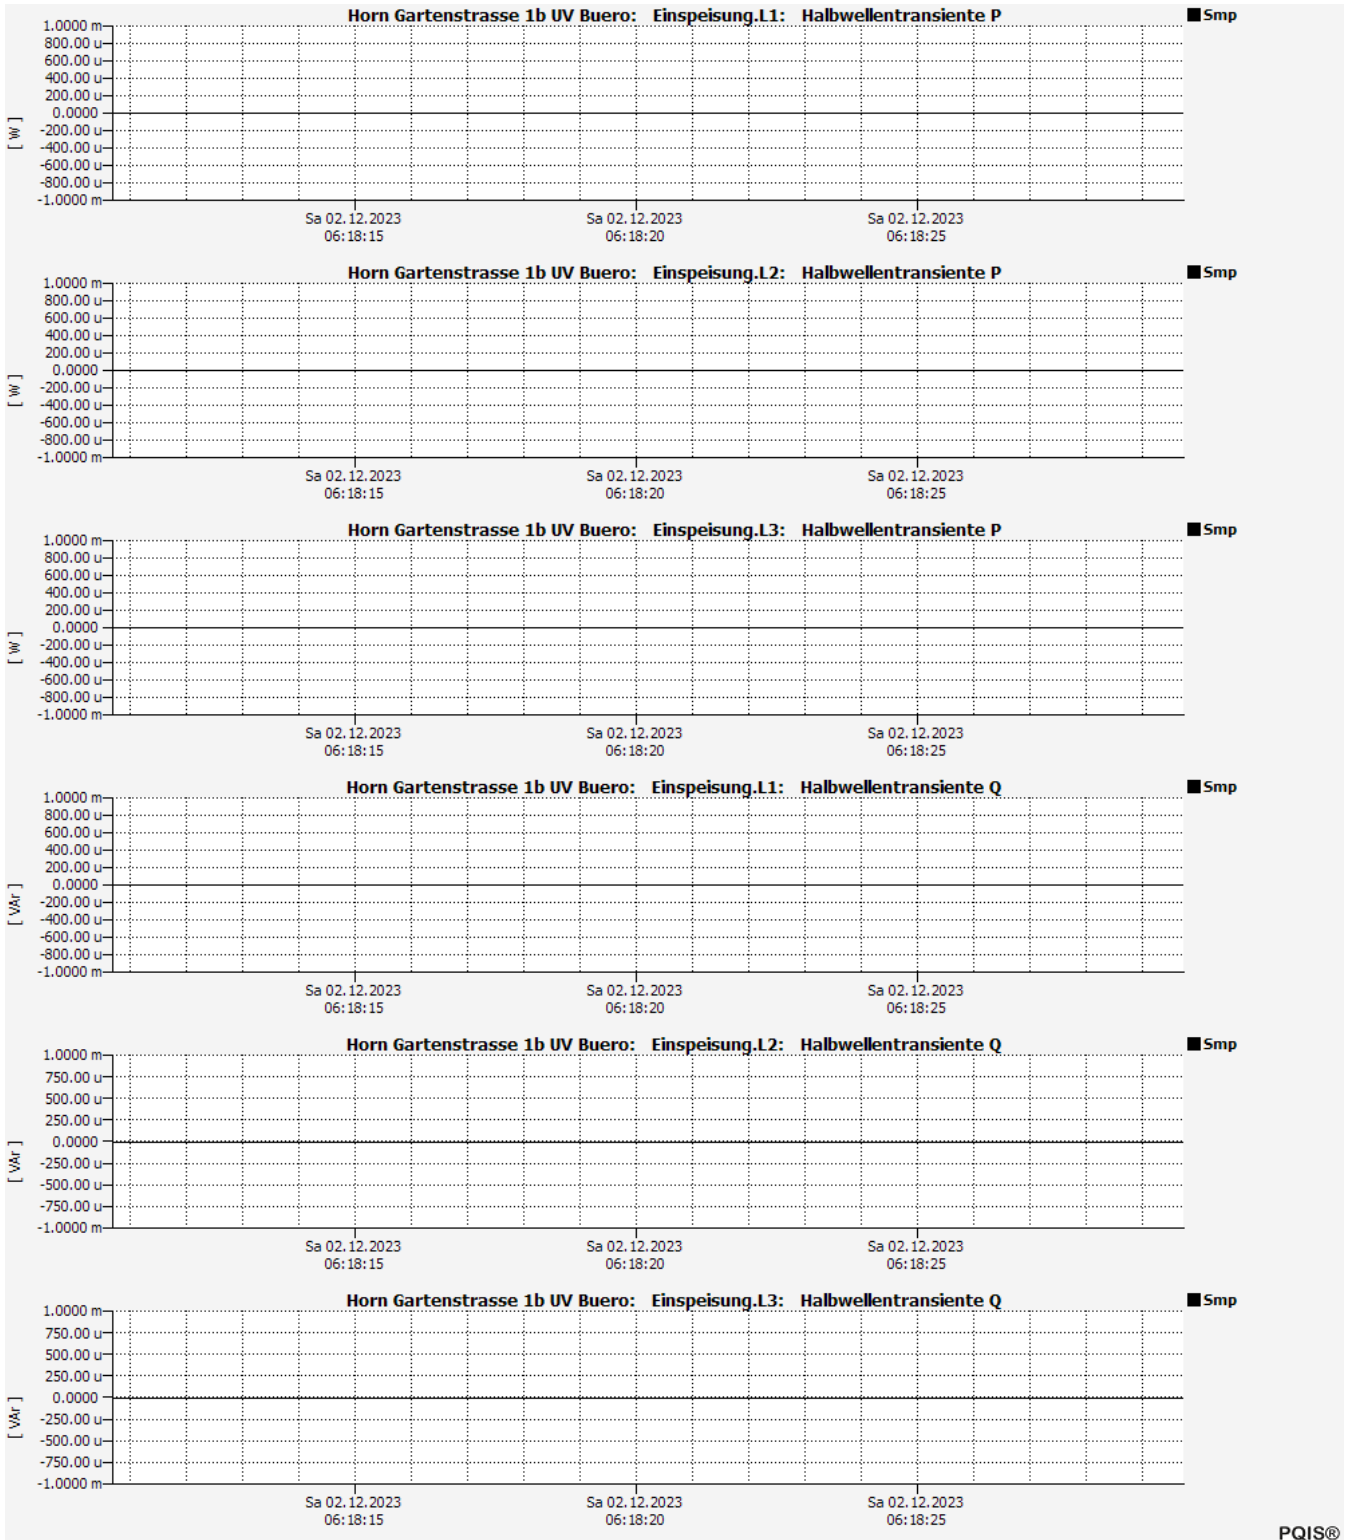 Horn Gartenstrasse 1b UV Buero: Einspeisung.L1: Halbwellentransiente P
Smp
1.0000 m
800.00 u
600.00 u
400.00 u
200.00 u
0.0000
-200.00 u
-400.00 u
-600.00 u
-800.00 u
-1.0000 m
[ W ]
Sa 02.12.2023 Sa 02.12.2023 Sa 02.12.2023
06:18:15 06:18:20 06:18:25
Horn Gartenstrasse 1b UV Buero: Einspeisung.L2: Halbwellentransiente P
Smp
1.0000 m
800.00 u
600.00 u
400.00 u
200.00 u
0.0000
-200.00 u
-400.00 u
-600.00 u
-800.00 u
-1.0000 m
[ W ]
Sa 02.12.2023 Sa 02.12.2023 Sa 02.12.2023
06:18:15 06:18:20 06:18:25
Horn Gartenstrasse 1b UV Buero: Einspeisung.L3: Halbwellentransiente P
Smp
1.0000 m
800.00 u
600.00 u
400.00 u
200.00 u
0.0000
-200.00 u
-400.00 u
-600.00 u
-800.00 u
-1.0000 m
[ W ]
Sa 02.12.2023 Sa 02.12.2023 Sa 02.12.2023
06:18:15 06:18:20 06:18:25
Horn Gartenstrasse 1b UV Buero: Einspeisung.L1: Halbwellentransiente Q
Smp
1.0000 m
800.00 u
600.00 u
400.00 u
200.00 u
0.0000
-200.00 u
-400.00 u
-600.00 u
-800.00 u
-1.0000 m
[ VAr ]
Sa 02.12.2023 Sa 02.12.2023 Sa 02.12.2023
06:18:15 06:18:20 06:18:25
Horn Gartenstrasse 1b UV Buero: Einspeisung.L2: Halbwellentransiente Q
Smp
1.0000 m
750.00 u
500.00 u
250.00 u
0.0000
-250.00 u
-500.00 u
-750.00 u
-1.0000 m
[ VAr ]
Sa 02.12.2023 Sa 02.12.2023 Sa 02.12.2023
06:18:15 06:18:20 06:18:25
Horn Gartenstrasse 1b UV Buero: Einspeisung.L3: Halbwellentransiente Q
Smp
1.0000 m
750.00 u
500.00 u
250.00 u
0.0000
-250.00 u
-500.00 u
-750.00 u
-1.0000 m
[ VAr ]
Sa 02.12.2023 Sa 02.12.2023 Sa 02.12.2023
06:18:15 06:18:20 06:18:25
PQIS®